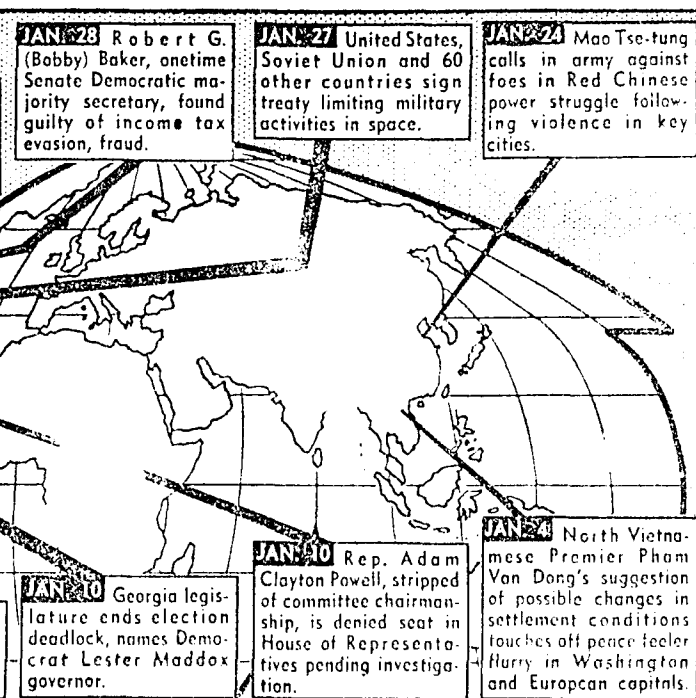 JAN. 28 Robert G.
(Bobby) Baker, onetime
Senate Democratic ma-
jority secretary, found
guilty of income tax
evasion, fraud.
JAN. 27 United States,
Soviet Union and 60
other countries sign
treaty limiting military
activities in space.
JAN. 24 Mao Tse-tung
calls in army against
foes in Red Chinese
power struggle follow-
ing violence in key
cities.
JAN. 10 Georgia legis-
lature ends election
deadlock, names Demo-
crat Lester Maddox
governor.
JAN. 10 Rep. Adam
Clayton Powell, stripped
of committee chairman-
ship, is denied seat in
House of Representa-
tives pending investiga-
tion.
JAN. 4 North Vietna-
mese Premier Pham
Van Dong's suggestion
of possible changes in
settlement conditions
touches off peace feeler
flurry in Washington
and European capitals.